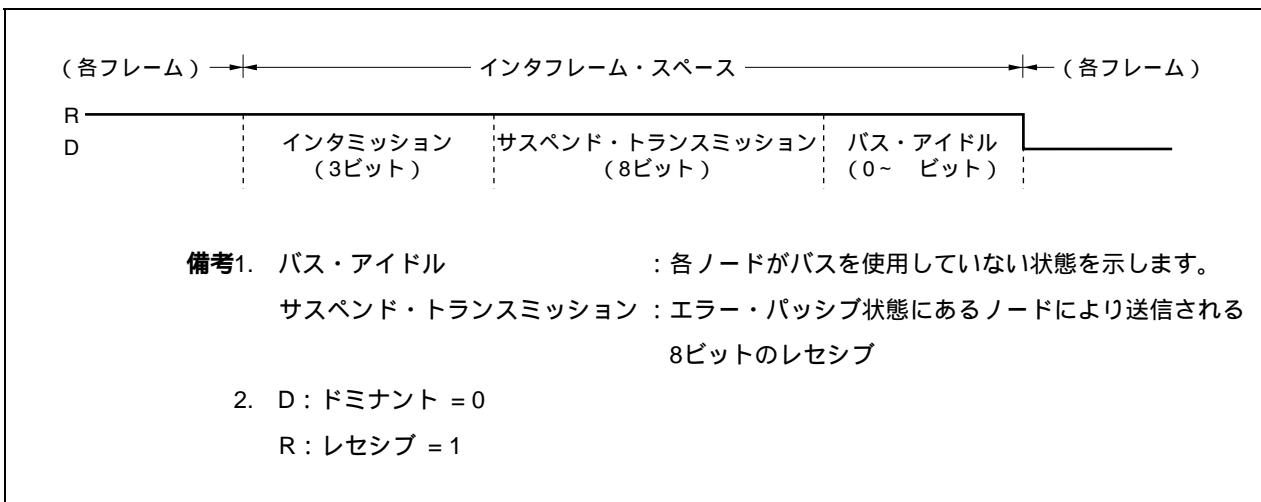 (各フレーム) インタフレーム・スペース (各フレーム)
R
D
インタミッション サスペンド・トランスミッション バス・アイドル
(3ビット) (8ビット) (0~ ビット)
備考1. バス・アイドル :各ノードがバスを使用していない状態を示します。
サスペンド・トランスミッション :エラー・パッシブ状態にあるノードにより送信される
8ビットのレセシブ
2. D:ドミナント = 0
R:レセシブ = 1